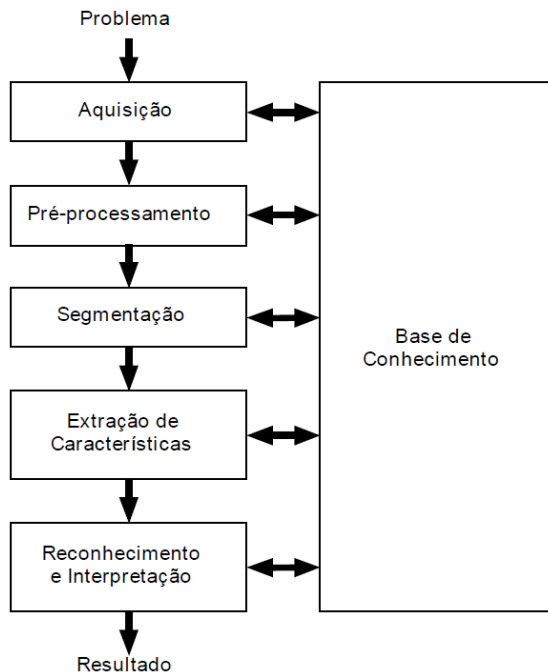 Problema
Aquisição
Pré-processamento
Segmentação
Extração de
Características
Reconhecimento
e Interpretação
Resultado
Base de
Conhecimento